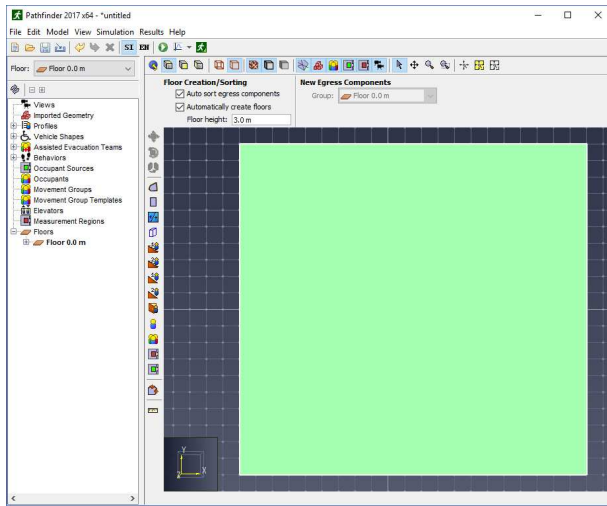 Pathfinder 2017 x64 - *untitled
File Edit Model View Simulation Results Help
SI EN
Floor: Floor 0.0 m
Floor Creation/Sorting
Auto sort egress components
Automatically create floors
Floor height: 3.0 m
New Egress Components
Group: Floor 0.0 m
Views
Imported Geometry
Profiles
Vehicle Shapes
Assisted Evacuation Teams
Behaviors
Occupant Sources
Occupants
Movement Groups
Movement Group Templates
Elevators
Measurement Regions
Floors
Floor 0.0 m
Y
X
Z